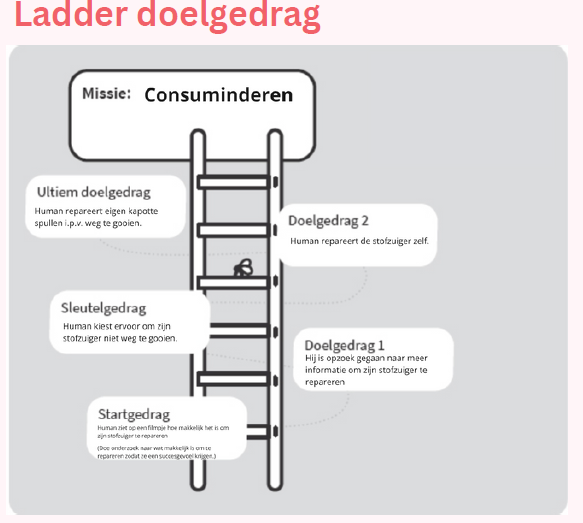 Ladder doelgedrag
Missie: Consuminderen
Ultiem doelgedrag
Human repareert eigen kapotte
spullen i.p.v. weg te gooien.
Doelgedrag 2
Human repareert de stofzuiger zelf.
Sleutelgedrag
Human kiest ervoor om zijn
stofzuiger niet weg te gooien.
Doelgedrag 1
Hij is opzoek gegaan naar meer
informatie om zijn stofzuiger te
repareren
Startgedrag
Human ziet op een filmpje hoe makkelijk het is om
zijn stofzuiger te repareren
(Doe onderzoek naar wat makkelijk is om te
repareren zodat ze een succesgevoel krijgen.)